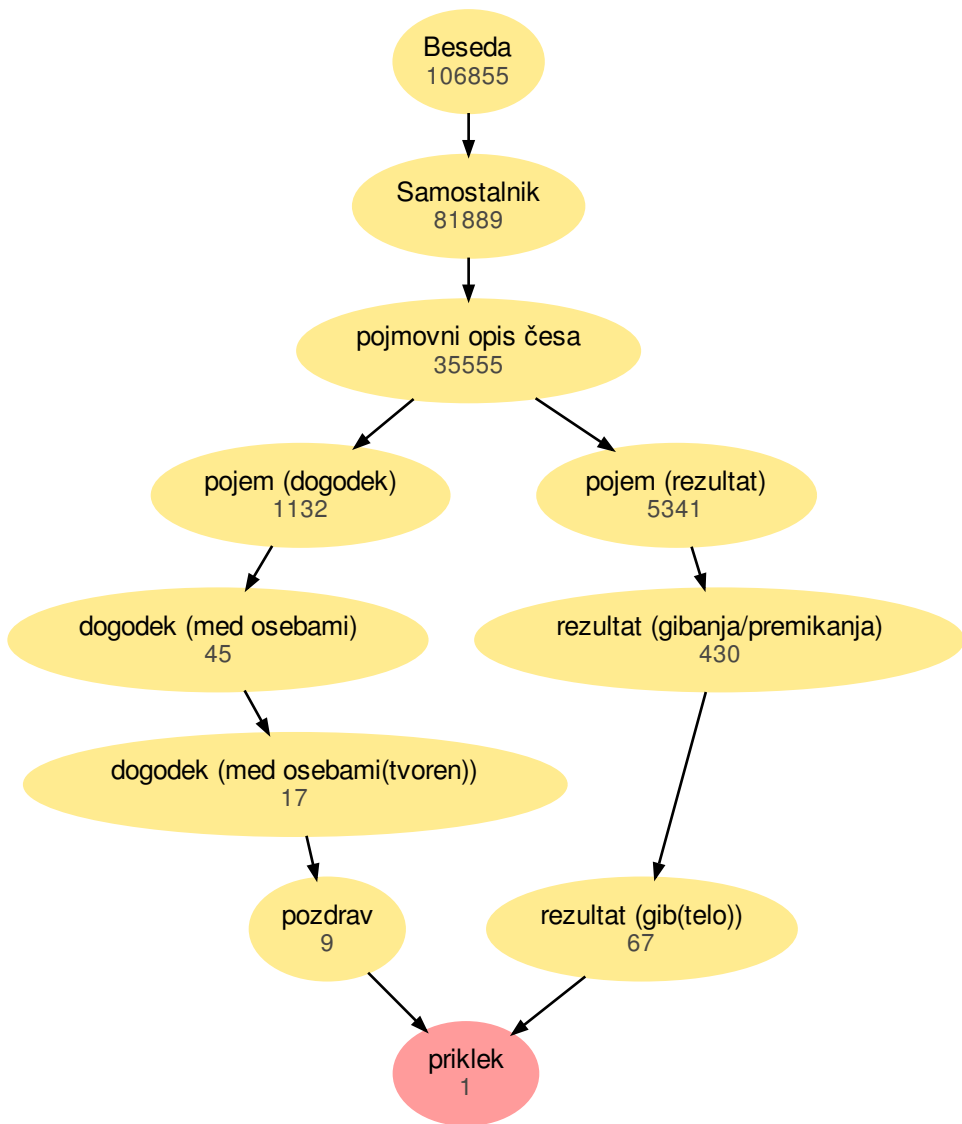 Beseda
106855
Samostalnik
81889
pojmovni opis česa
35555
pojem (dogodek)
1132
pojem (rezultat)
5341
dogodek (med osebami)
45
rezultat (gibanja/premikanja)
430
dogodek (med osebami(tvoren))
17
pozdrav
9
rezultat (gib(telo))
67
priklek
1